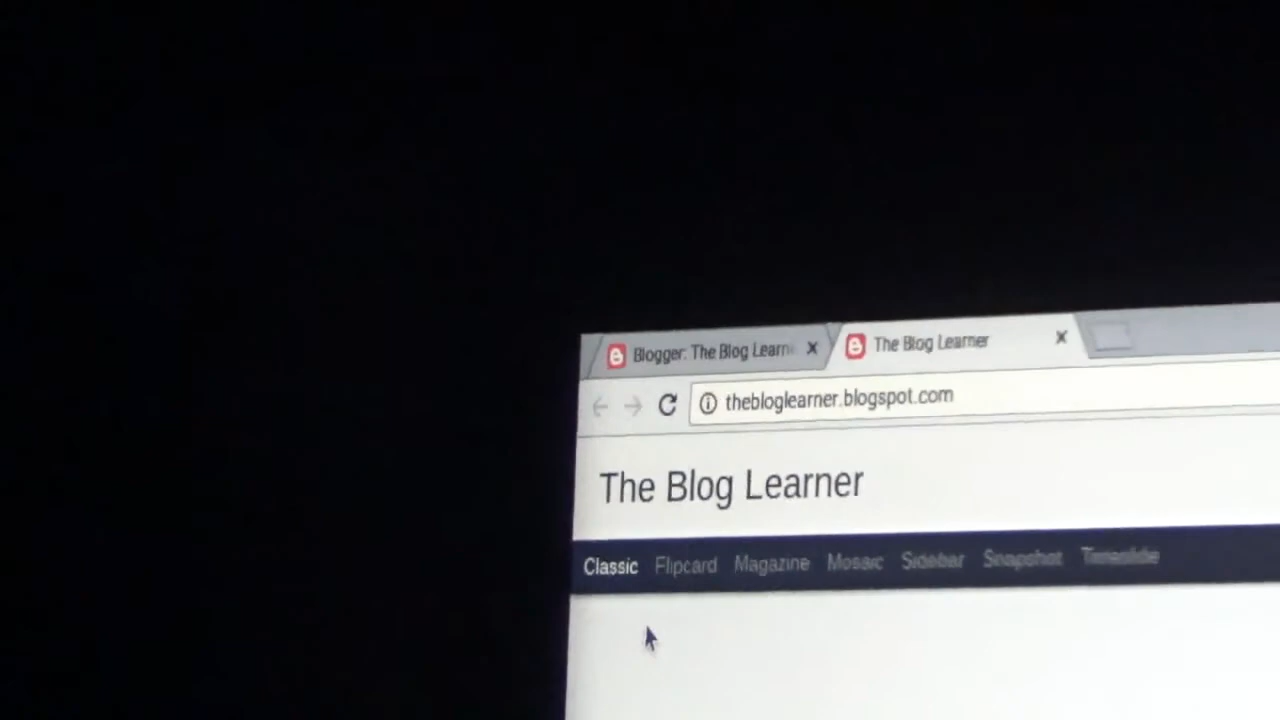 Blogger: The Blog Learn
The Blog Learner
thebloglearner.blogspot.com
The Blog Learner
Classic Flipcard Magazine Mosaic Sidebar Snapshot Timeslide